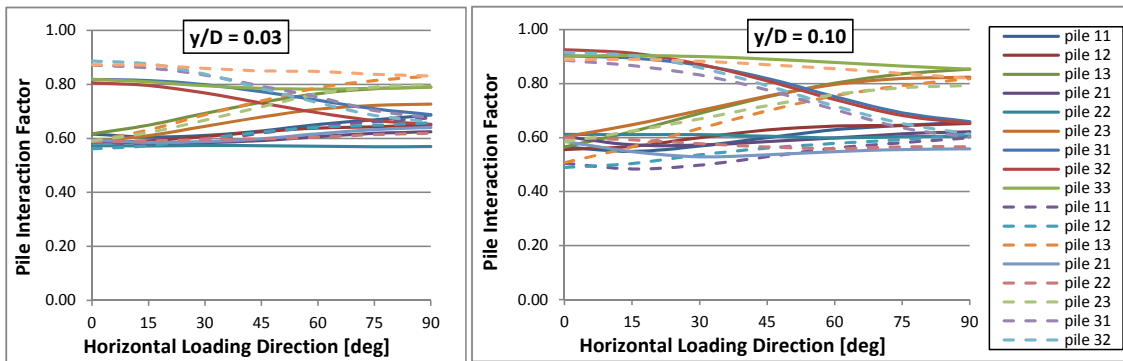 y/D = 0.03
Pile Interaction Factor
1.00
0.80
0.60
0.40
0.20
0.00
0 15 30 45 60 75 90
Horizontal Loading Direction [deg]
y/D = 0.10
Pile Interaction Factor
1.00
0.80
0.60
0.40
0.20
0.00
0 15 30 45 60 75 90
Horizontal Loading Direction [deg]
pile 11
pile 12
pile 13
pile 21
pile 22
pile 23
pile 31
pile 32
pile 33
pile 11
pile 12
pile 13
pile 21
pile 22
pile 23
pile 31
pile 32